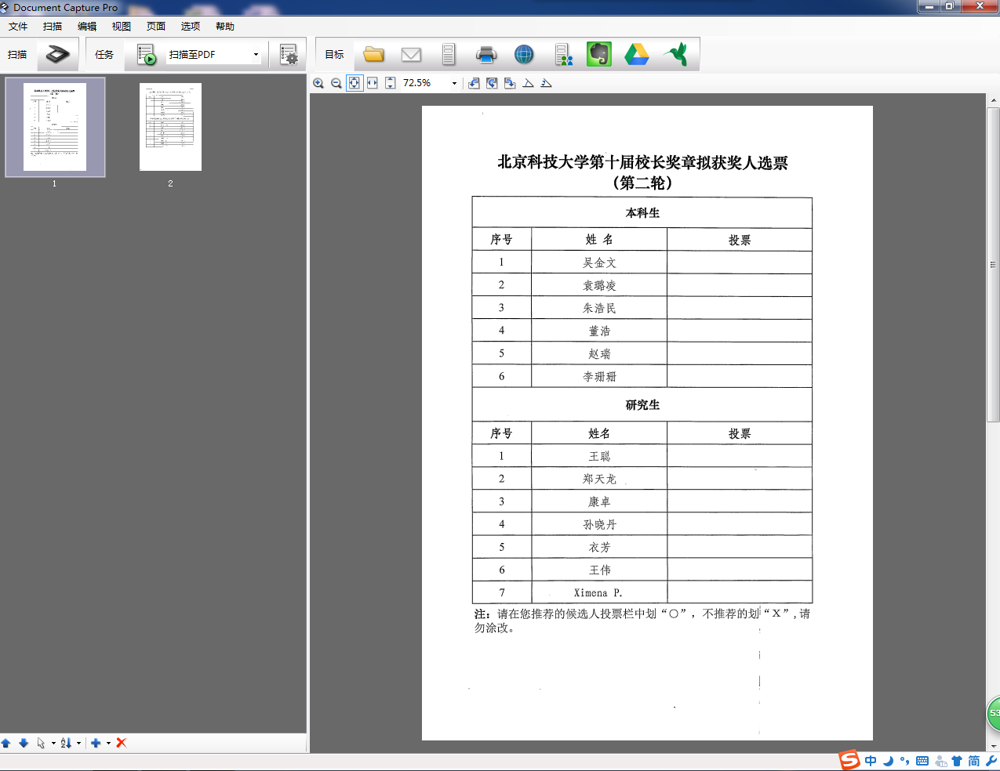 Document Capture Pro
文件 扫描 编辑 视图 页面 选项 帮助
扫描 任务 扫描至PDF 目标
72.5%
1
2
北京科技大学第十届校长奖章拟获奖人选票
（第二轮）
本科生
序号 姓 名 投票
1 吴金文
2 袁璐凌
3 朱浩民
4 董浩
5 赵瑞
6 李珊珊
研究生
序号 姓名 投票
1 王聪
2 郑天龙
3 康卓
4 孙晓丹
5 衣芳
6 王伟
7 Ximena P.
注：请在您推荐的候选人投票栏中划“○”，不推荐的划“X”,请
勿涂改。
53
中 简